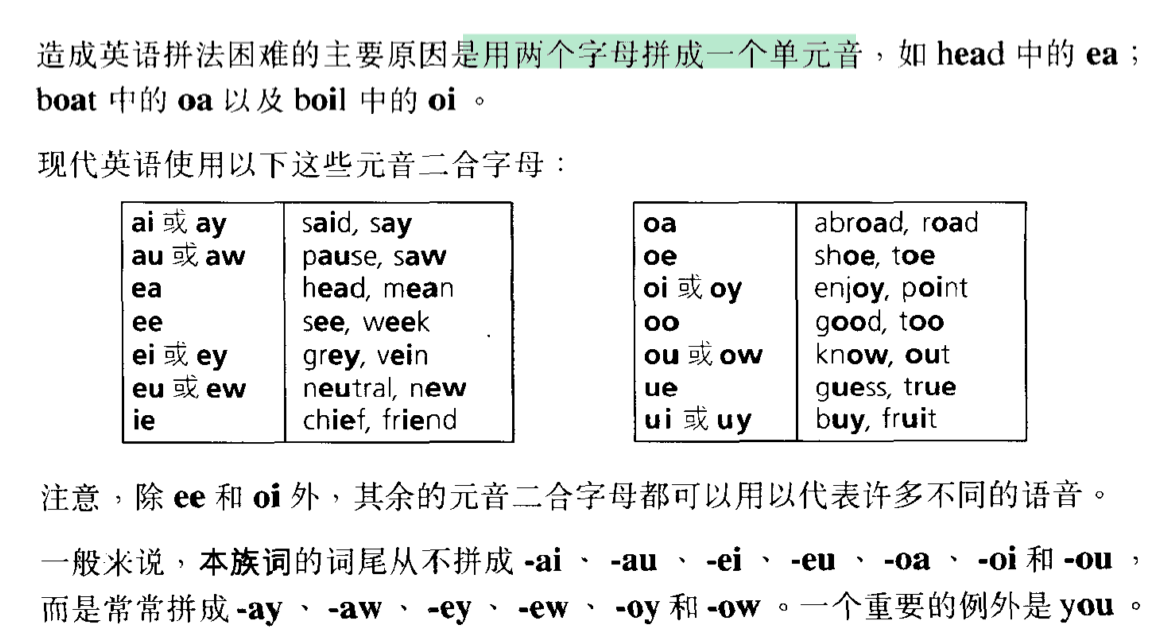 造成英语拼法困难的主要原因是用两个字母拼成一个单元音，如 head 中的 ea；
boat 中的 oa 以及 boil 中的 oi 。
现代英语使用以下这些元音二合字母：
ai 或 ay said, say
au 或 aw pause, saw
ea head, mean
ee see, week
ei 或 ey grey, vein
eu 或 ew neutral, new
ie chief, friend
oa abroad, road
oe shoe, toe
oi 或 oy enjoy, point
oo good, too
ou 或 ow know, out
ue guess, true
ui 或 uy buy, fruit
注意，除 ee 和 oi 外，其余的元音二合字母都可以用以代表许多不同的语音。
一般来说，本族词的词尾从不拼成 -ai 、 -au 、 -ei 、 -eu 、 -oa 、 -oi 和 -ou ，
而是常常拼成 -ay 、 -aw 、 -ey 、 -ew 、 -oy 和 -ow 。一个重要的例外是 you 。